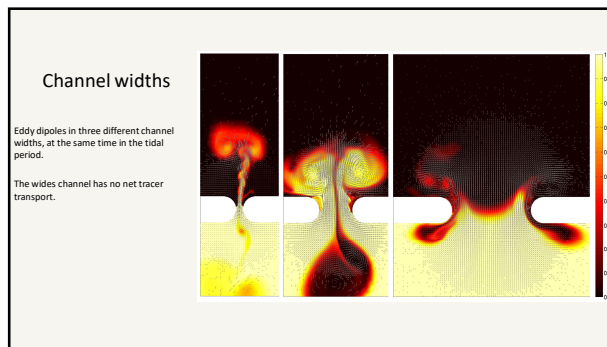 Channel widths
Eddy dipoles in three different channel
widths, at the same time in the tidal
period.
The wides channel has no net tracer
transport.